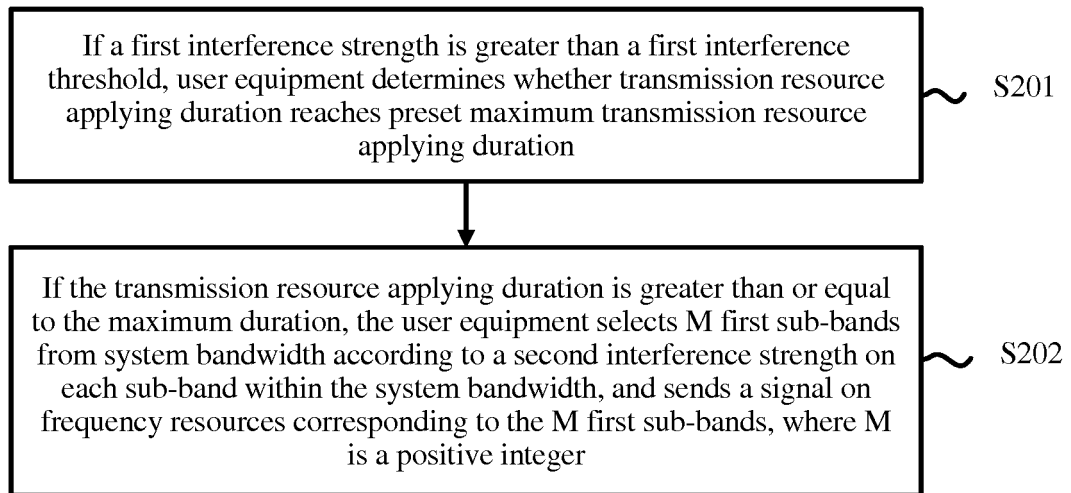 If a first interference strength is greater than a first interference
threshold, user equipment determines whether transmission resource
applying duration reaches preset maximum transmission resource
applying duration
S201
If the transmission resource applying duration is greater than or equal
to the maximum duration, the user equipment selects M first sub-bands
from system bandwidth according to a second interference strength on
each sub-band within the system bandwidth, and sends a signal on
frequency resources corresponding to the M first sub-bands, where M
is a positive integer
S202